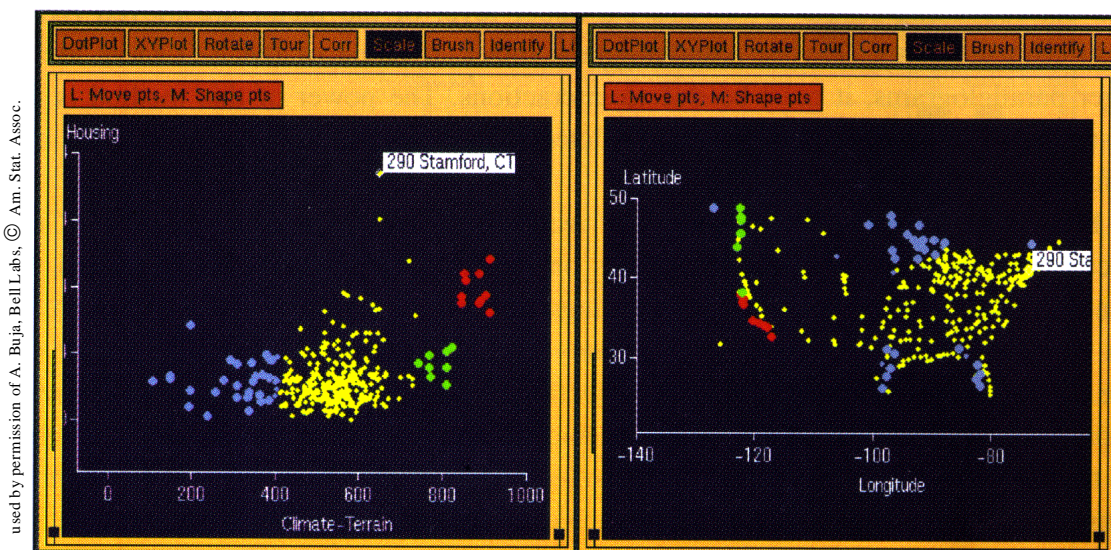 used by permission of A. Buja, Bell Labs, © Am. Stat. Assoc.
DotPlot XYPlot Rotate Tour Corr Scale Brush Identify Li
L: Move pts, M: Shape pts
Housing
290 Stamford, CT
0 200 400 600 800 1000
Climate-Terrain
DotPlot XYPlot Rotate Tour Corr Scale Brush Identify L
L: Move pts, M: Shape pts
Latitude
50
290 Sta
40
30
-140 -120 -100 -80
Longitude